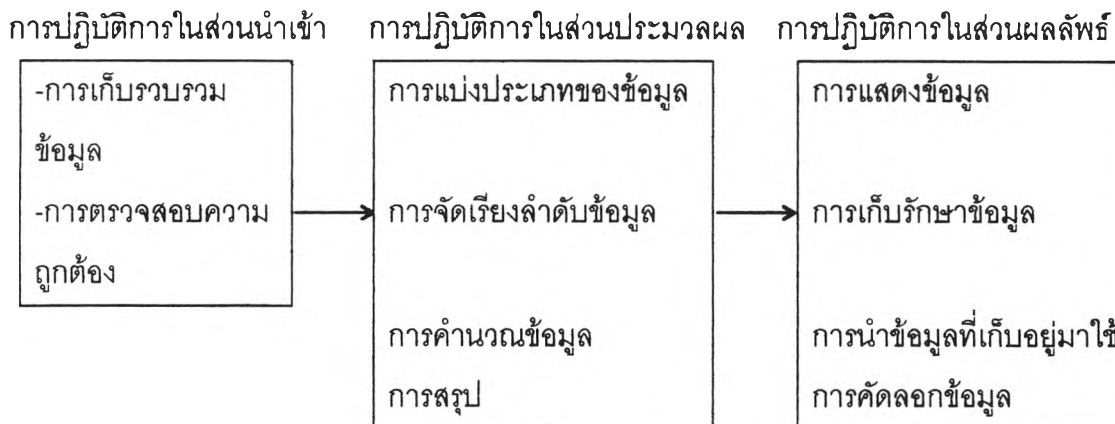 การปฏิบัติการในส่วนนำเข้า
-การเก็บรวบรวม
ข้อมูล
-การตรวจสอบความ
ถูกต้อง
การปฏิบัติการในส่วนประมวลผล
การแบ่งประเภทของข้อมูล
การจัดเรียงลำดับข้อมูล
การคำนวณข้อมูล
การสรุป
การปฏิบัติการในส่วนผลลัพธ์
การแสดงข้อมูล
การเก็บรักษาข้อมูล
การนำข้อมูลที่เก็บอยู่มาใช้
การคัดลอกข้อมูล